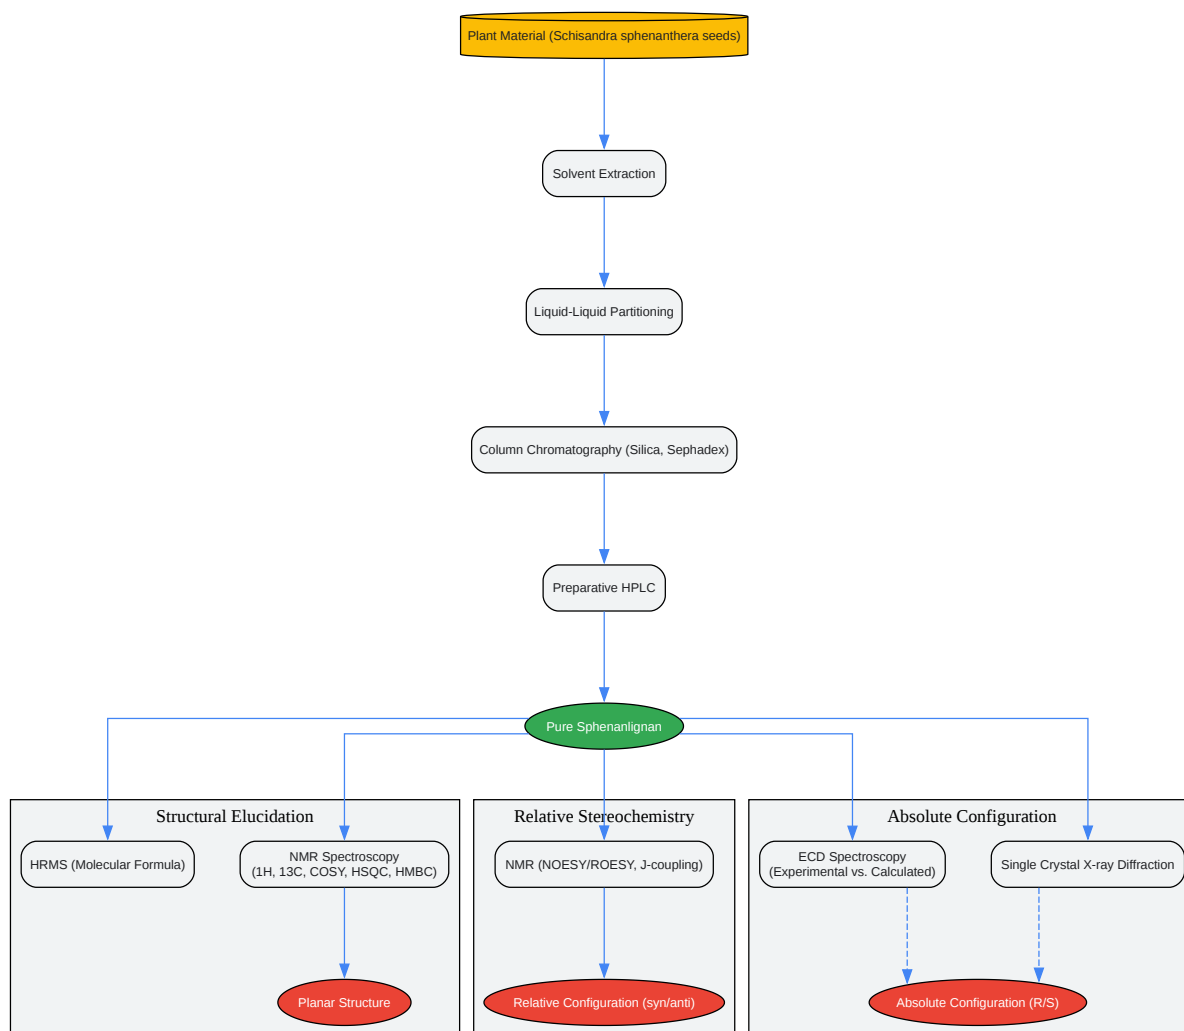 Plant Material (Schisandra sphenanthera seeds)
Solvent Extraction
Liquid-Liquid Partitioning
Column Chromatography (Silica, Sephadex)
Preparative HPLC
Pure Sphenanlignan
Structural Elucidation
HRMS (Molecular Formula)
NMR Spectroscopy
(1H, 13C, COSY, HSQC, HMBC)
Planar Structure
Relative Stereochemistry
NMR (NOESY/ROESY, J-coupling)
Relative Configuration (syn/anti)
Absolute Configuration
ECD Spectroscopy
(Experimental vs. Calculated)
Single Crystal X-ray Diffraction
Absolute Configuration (R/S)